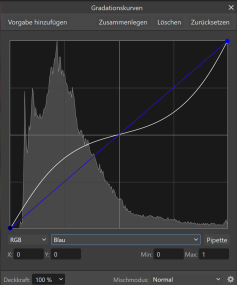 Gradationskurven
Vorgabe hinzufügen Zusammenlegen Löschen Zurücksetzen
RGB Blau Pipette
X: 0 Y: 0 Min: 0 Max: 1
Deckkraft: 100 % Mischmodus: Normal